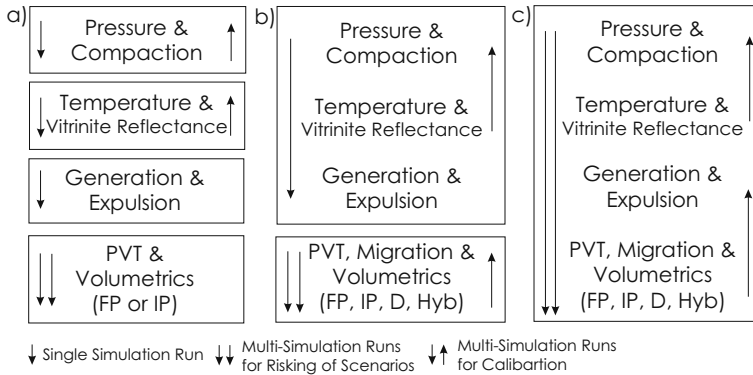 a)
Pressure &
Compaction
Temperature &
Vitrinite Reflectance
Generation &
Expulsion
PVT &
Volumetrics
(FP or IP)
b)
Pressure &
Compaction
Temperature &
Vitrinite Reflectance
Generation &
Expulsion
PVT, Migration &
Volumetrics
(FP, IP, D, Hyb)
c)
Pressure &
Compaction
Temperature &
Vitrinite Reflectance
Generation &
Expulsion
PVT, Migration &
Volumetrics
(FP, IP, D, Hyb)
Single Simulation Run
Multi-Simulation Runs
for Risking of Scenarios
Multi-Simulation Runs
for Calibartion